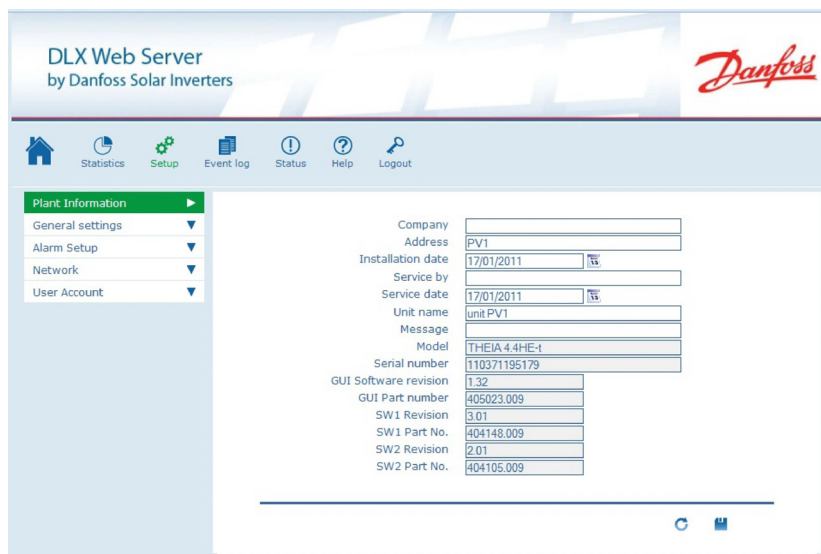 DLX Web Server
by Danfoss Solar Inverters
Danfoss
Statistics Setup Event log Status Help Logout
Plant Information
General settings
Alarm Setup
Network
User Account
Company
Address PV1
Installation date 17/01/2011
Service by
Service date 17/01/2011
Unit name unit PV1
Message
Model THEIA 4.4HE-t
Serial number 110371195179
GUI Software revision 1.32
GUI Part number 405023.009
SW1 Revision 3.01
SW1 Part No. 404148.009
SW2 Revision 2.01
SW2 Part No. 404105.009